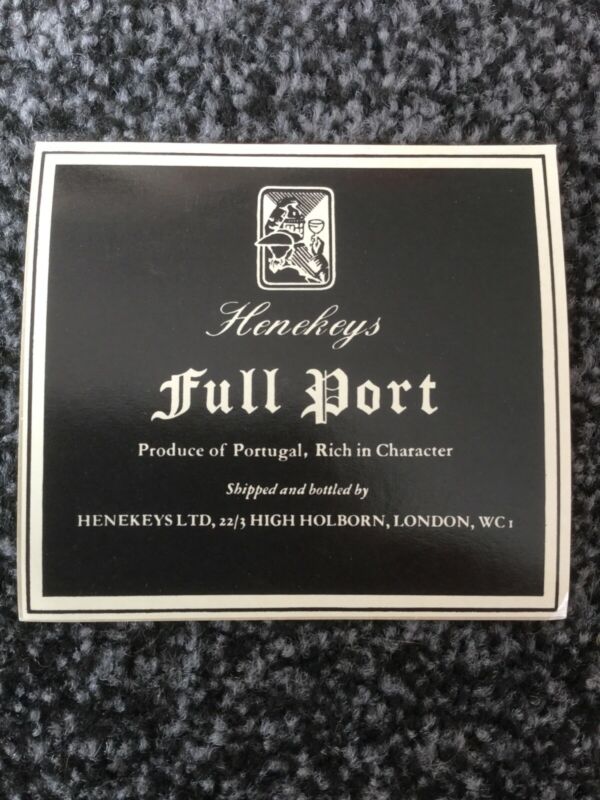 Henekeys
Full Port
Produce of Portugal, Rich in Character
Shipped and bottled by
HENEKEYS LTD, 22/3 HIGH HOLBORN, LONDON, WC1